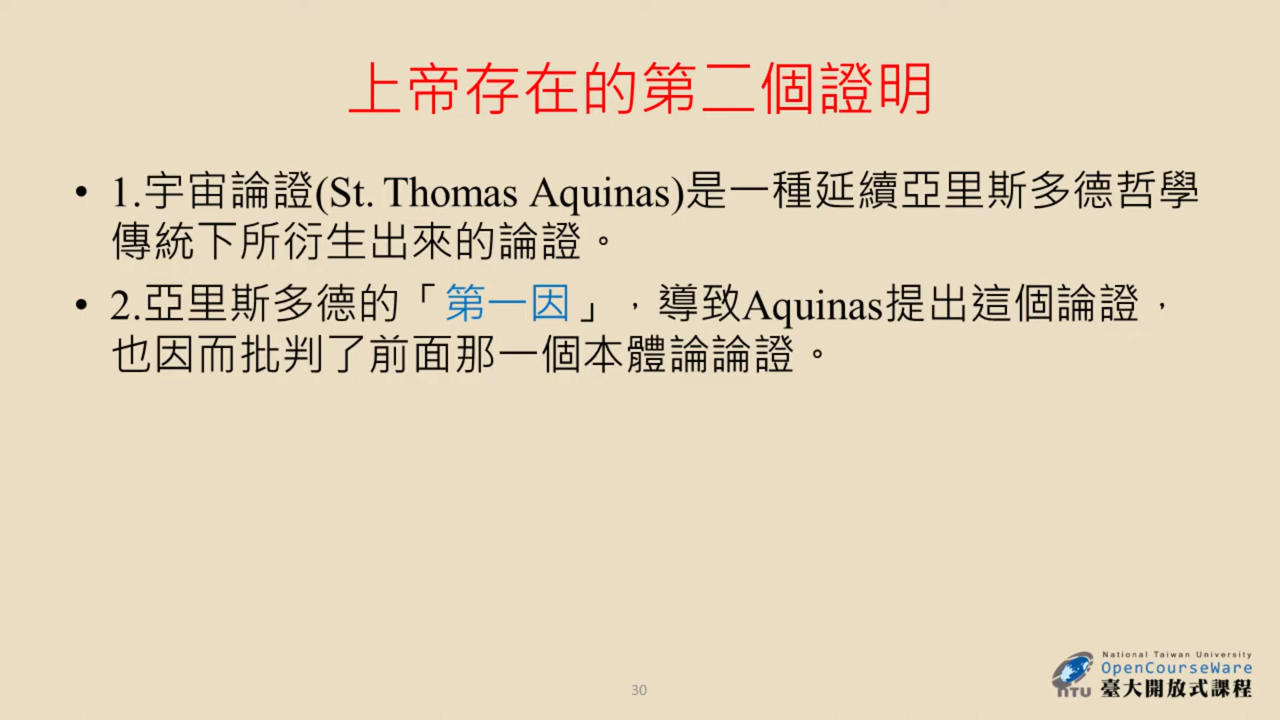 上帝存在的第二個證明
• 1.宇宙論證(St. Thomas Aquinas)是一種延續亞里斯多德哲學
傳統下所衍生出來的論證。
• 2.亞里斯多德的「第一因」，導致Aquinas提出這個論證，
也因而批判了前面那一個本體論論證。
30
National Taiwan University
OpenCourseWare
NTU 臺大開放式課程